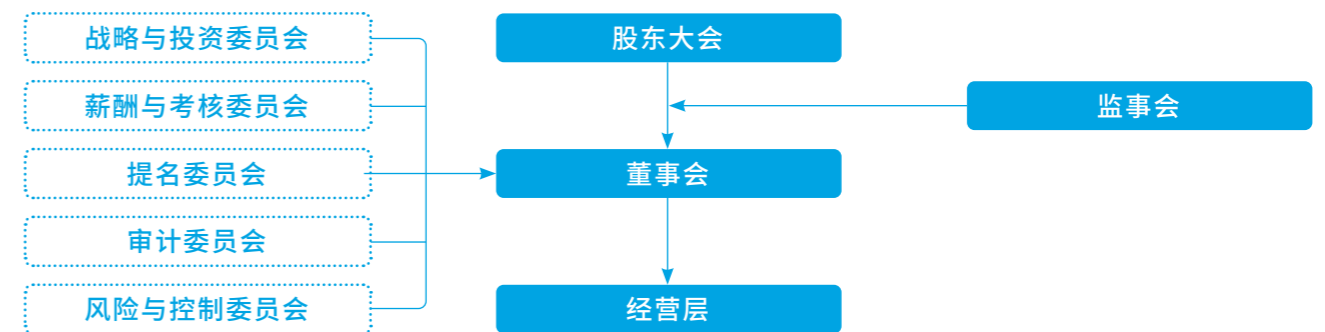 战略与投资委员会
薪酬与考核委员会
提名委员会
审计委员会
风险与控制委员会
股东大会
董事会
经营层
监事会